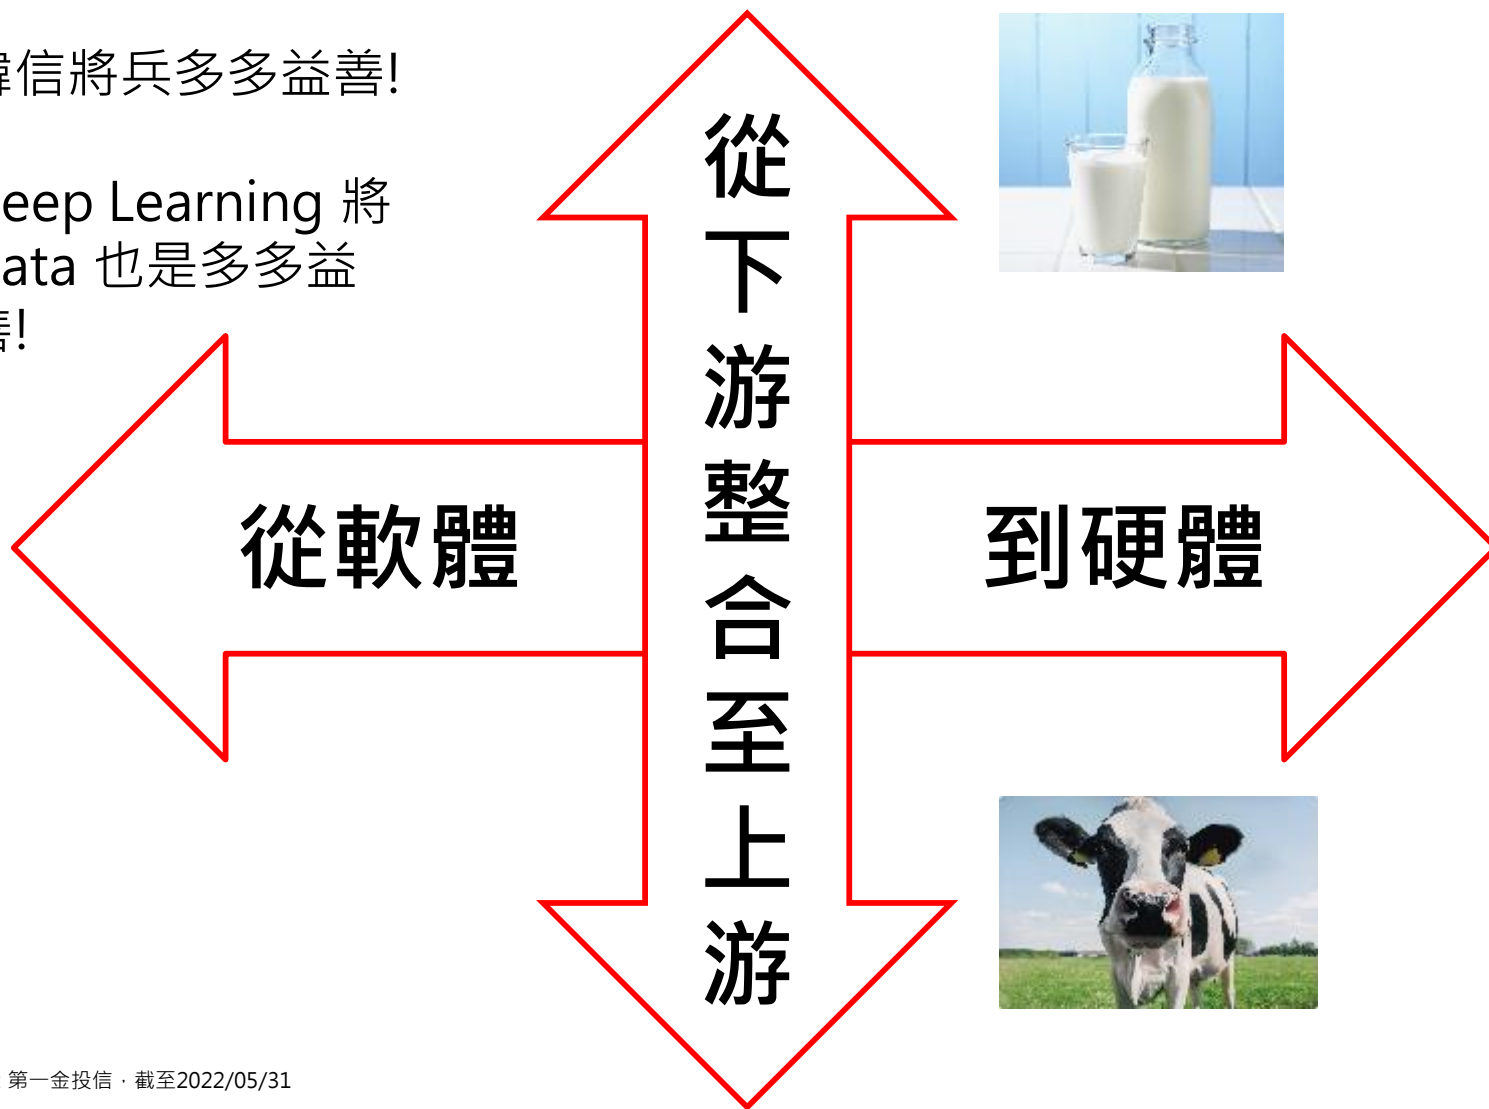 信將兵多多益善!
eep Learning 將
ata 也是多多益
!
從下游整合至上游
從軟體
到硬體
第一金投信，截至2022/05/31